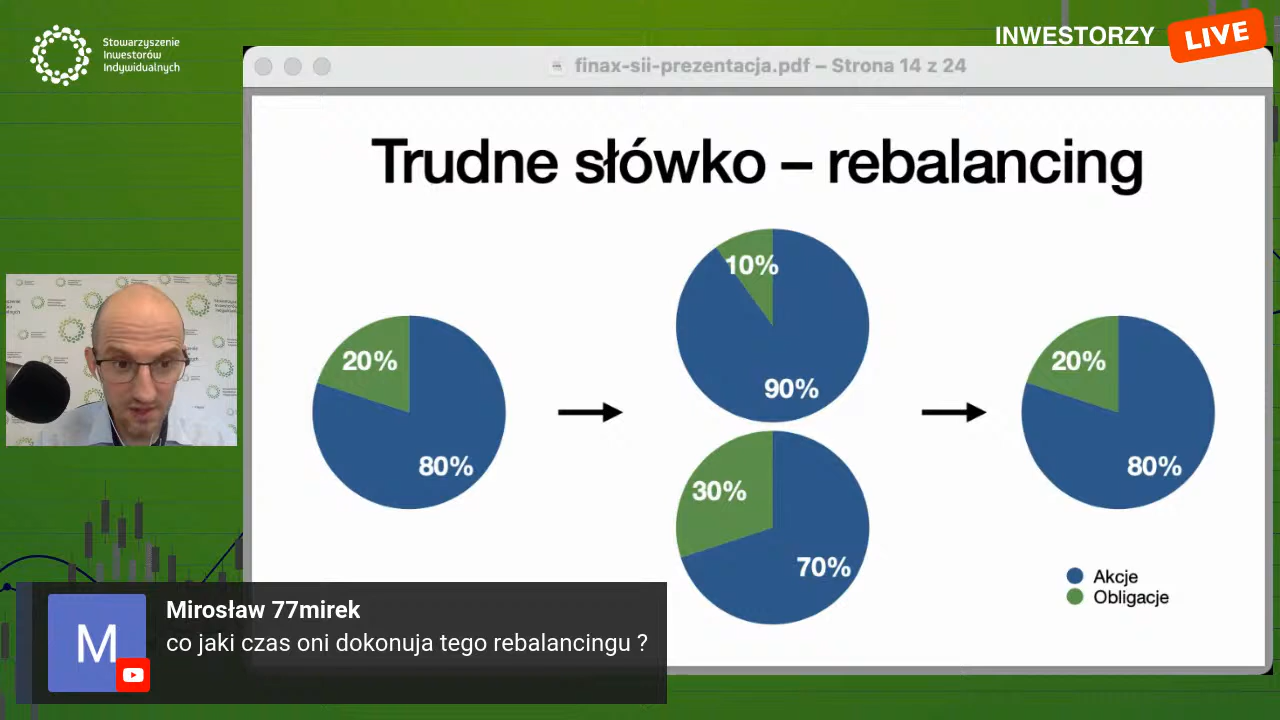 Stowarzyszenie
Inwestorów
Indywidualnych
INWESTORZY LIVE
finax-sii-prezentacja.pdf – Strona 14 z 24
Trudne słówko – rebalancing
20%
80%
10%
90%
30%
70%
20%
80%
Akcje
Obligacje
M
Mirosław 77mirek
co jaki czas oni dokonuja tego rebalancingu ?